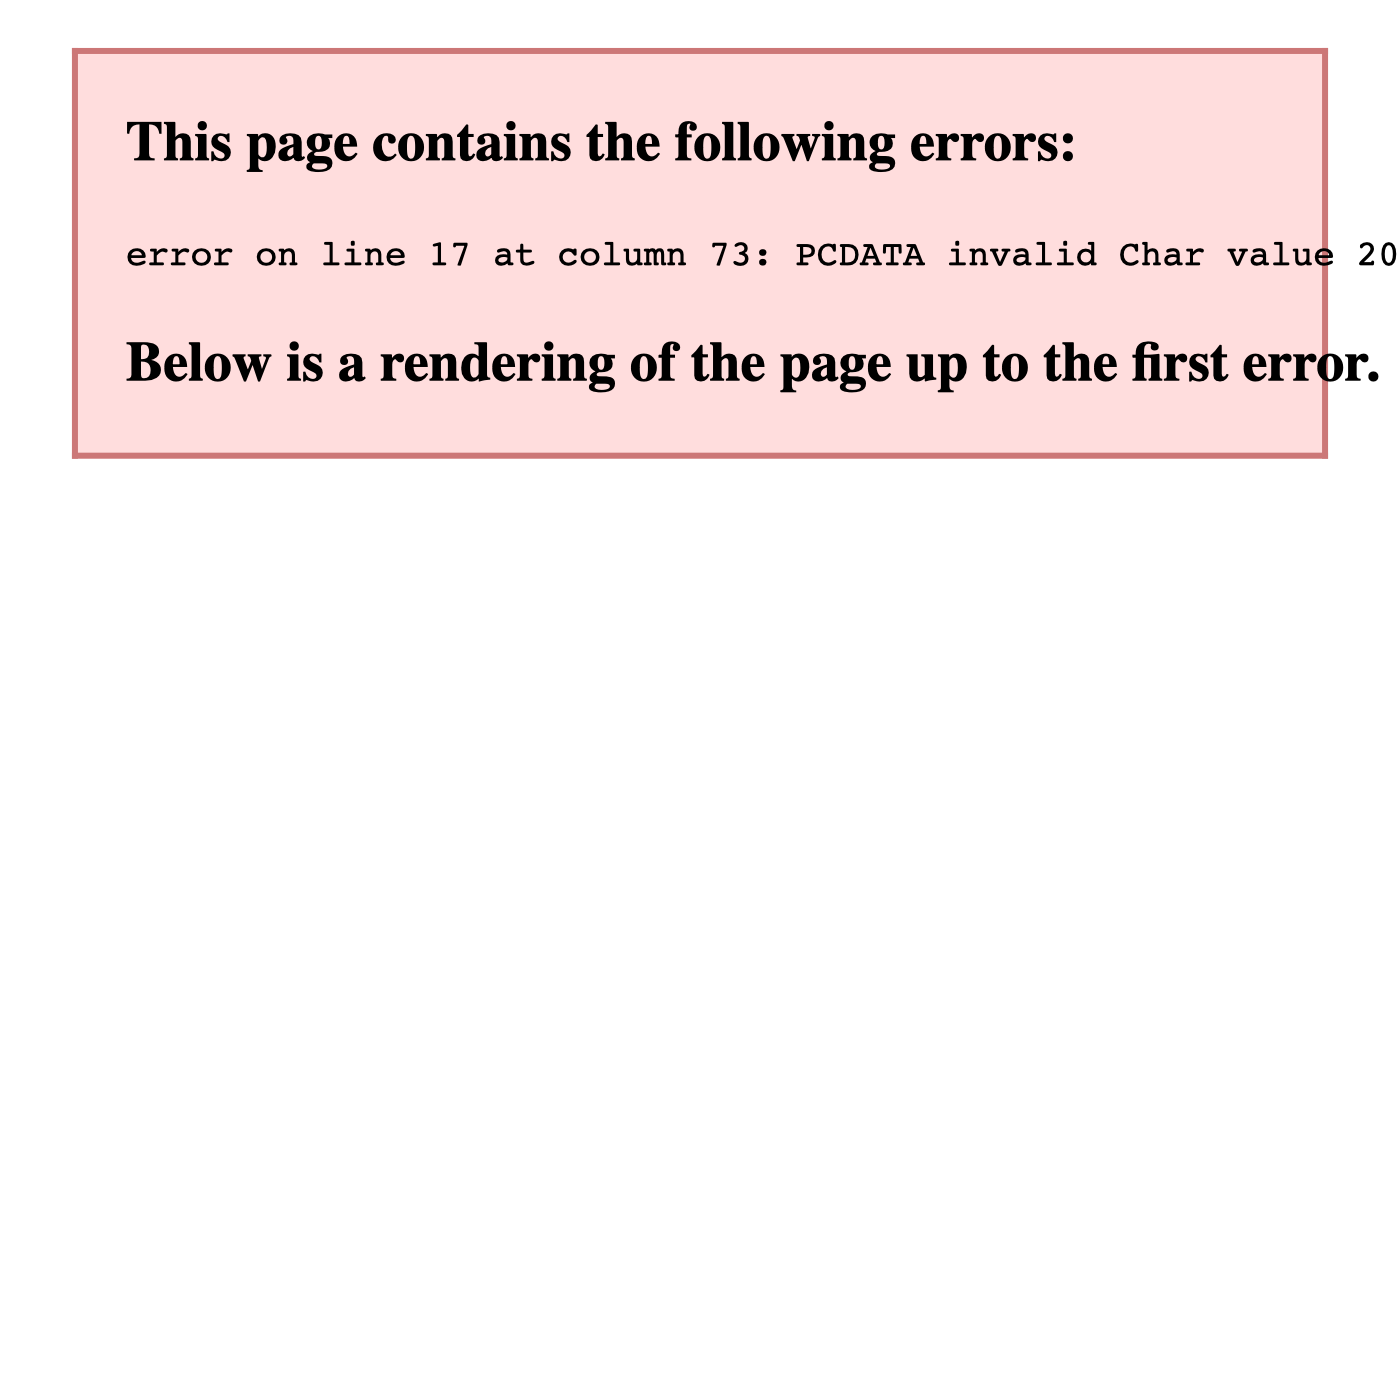 This page contains the following errors:
error on line 17 at column 73: PCDATA invalid Char value 20
Below is a rendering of the page up to the first error.